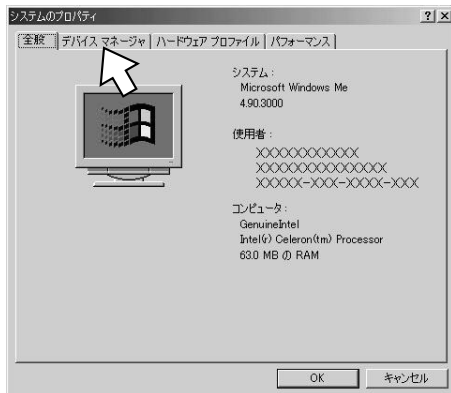 システムのプロパティ
全般 デバイス マネージャ ハードウェア プロファイル パフォーマンス
システム：
Microsoft Windows Me
4.90.3000
使用者：
XXXXXXXXXXXX
XXXXXXXXXXXXXXX
XXXXX-XXX-XXXX-XXX
コンピュータ：
GenuineIntel
Intel(r) Celeron(tm) Processor
63.0 MB の RAM
OK キャンセル